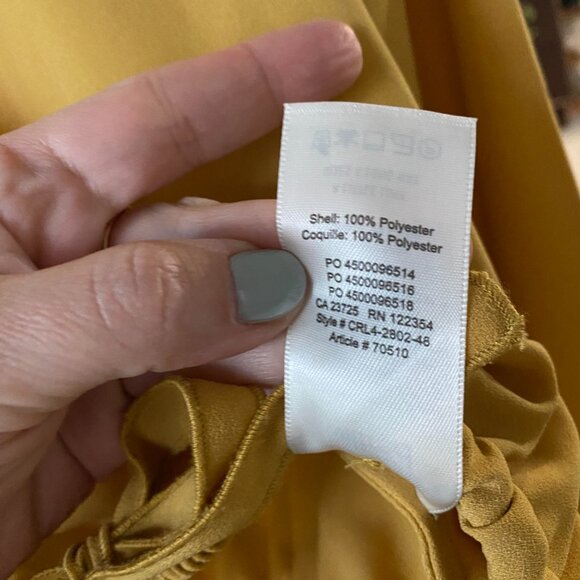 Shell: 100% Polyester
Coquille: 100% Polyester
PO 4500096514
PO 4500096516
PO 4500096518
CA 23725 RN 122354
Style # CRL4-2802-48
Article # 70510